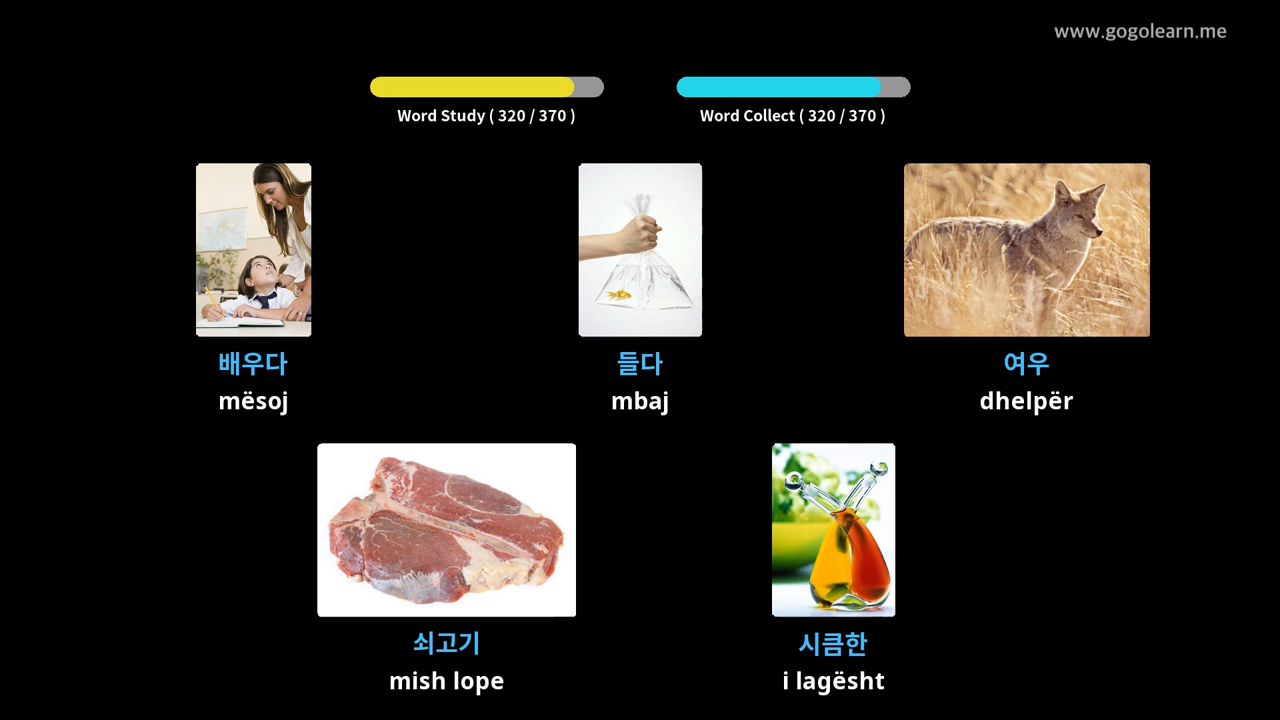 www.gogolearn.me
Word Study ( 320 / 370 )
Word Collect ( 320 / 370 )
배우다
mësoj
들다
mbaj
여우
dhelpër
쇠고기
mish lope
시큼한
i lagësht